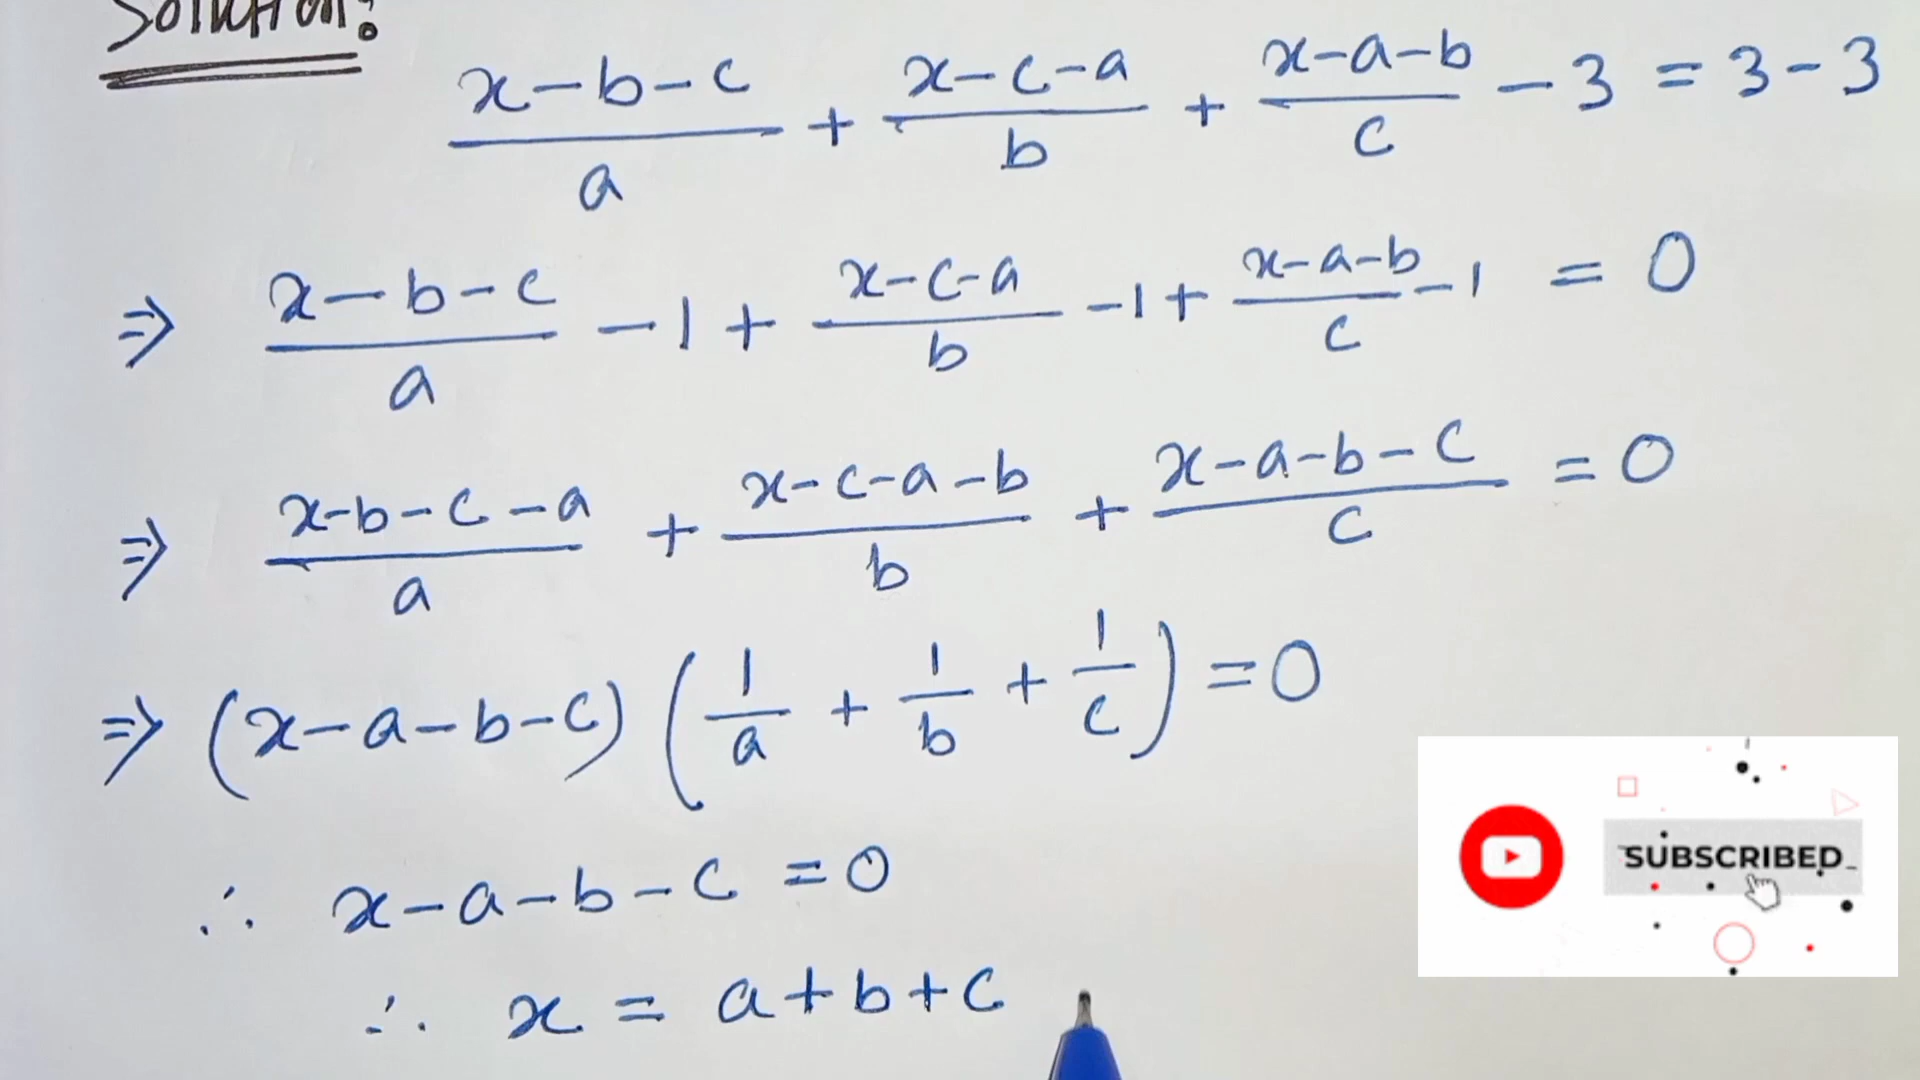 Solution:
(x-b-c)/a + (x-c-a)/b + (x-a-b)/c - 3 = 3 - 3
⇒ (x-b-c)/a - 1 + (x-c-a)/b - 1 + (x-a-b)/c - 1 = 0
⇒ (x-b-c-a)/a + (x-c-a-b)/b + (x-a-b-c)/c = 0
⇒ (x-a-b-c) (1/a + 1/b + 1/c) = 0
∴ x-a-b-c = 0
∴ x = a+b+c
SUBSCRIBED